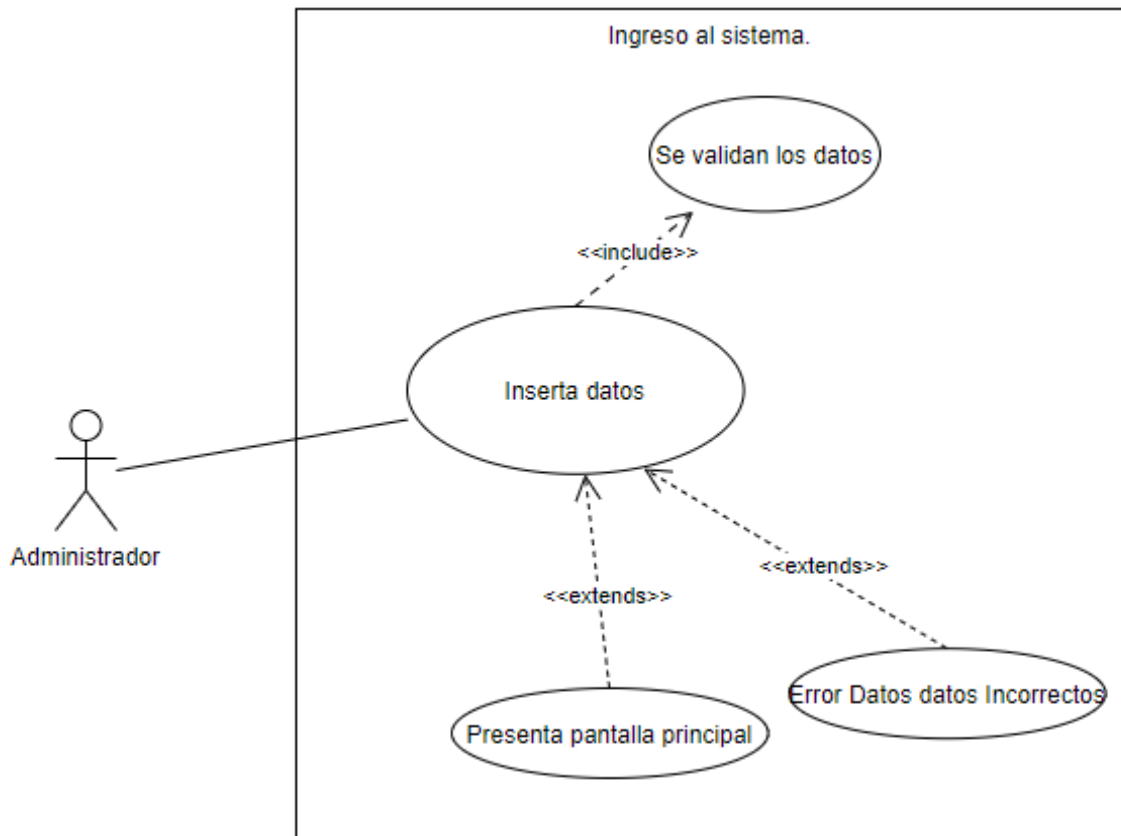 Ingreso al sistema.
Se validan los datos
<<include>>
Inserta datos
Administrador
<<extends>>
<<extends>>
Error Datos datos Incorrectos
Presenta pantalla principal